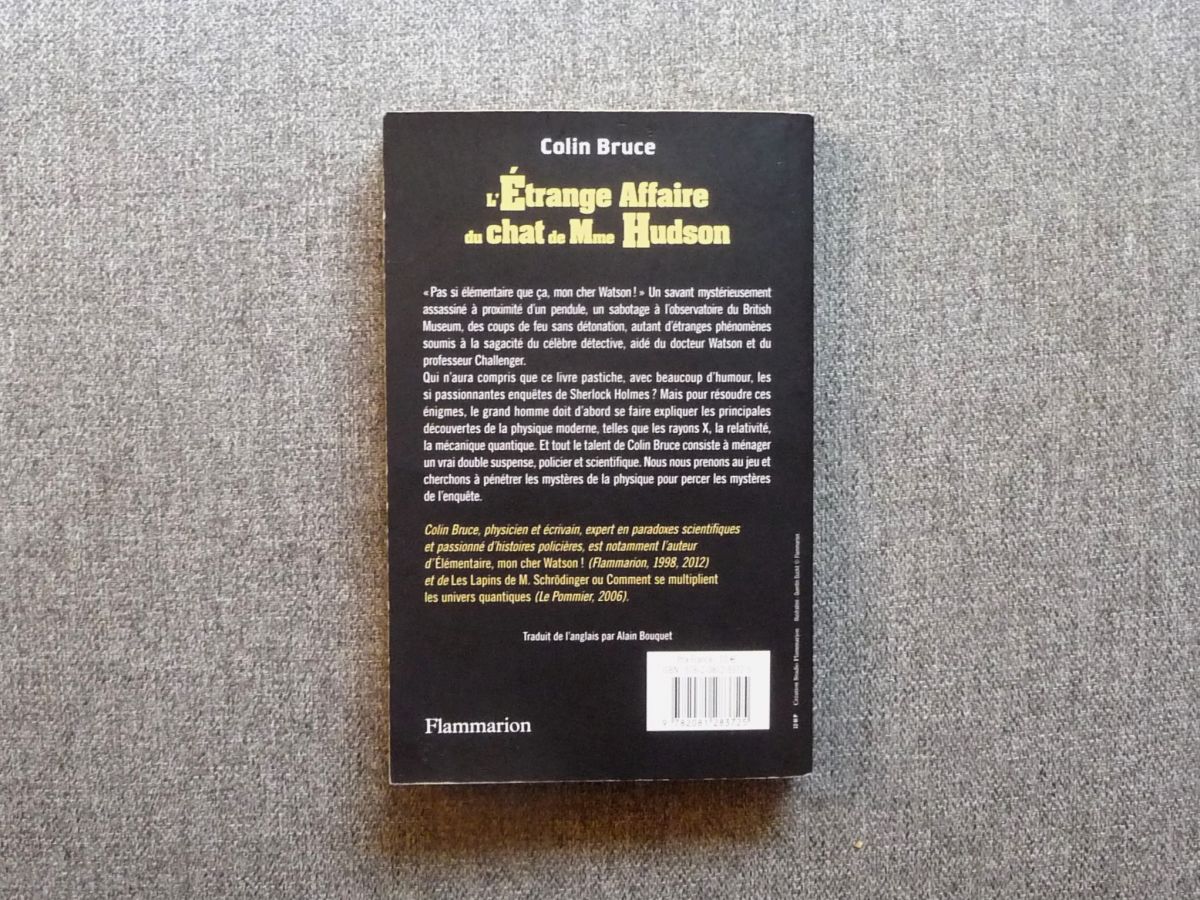 Colin Bruce
L'Étrange Affaire
du chat de Mme Hudson
« Pas si élémentaire que ça, mon cher Watson ! » Un savant mystérieusement
assassiné à proximité d'un pendule, un sabotage à l'observatoire du British
Museum, des coups de feu sans détonation, autant d'étranges phénomènes
soumis à la sagacité du célèbre détective, aidé du docteur Watson et du
professeur Challenger.
Qui n'aura compris que ce livre pastiche, avec beaucoup d'humour, les
si passionnantes enquêtes de Sherlock Holmes ? Mais pour résoudre ces
énigmes, le grand homme doit d'abord se faire expliquer les principales
découvertes de la physique moderne, telles que les rayons X, la relativité,
la mécanique quantique. Et tout le talent de Colin Bruce consiste à ménager
un vrai double suspense, policier et scientifique. Nous nous prenons au jeu et
cherchons à pénétrer les mystères de la physique pour percer les mystères
de l'enquête.
Colin Bruce, physicien et écrivain, expert en paradoxes scientifiques
et passionné d'histoires policières, est notamment l'auteur
d'Élémentaire, mon cher Watson ! (Flammarion, 1998, 2012)
et de Les Lapins de M. Schrödinger ou Comment se multiplient
les univers quantiques (Le Pommier, 2006).
Traduit de l'anglais par Alain Bouquet
9 782081 283725
Flammarion
Création Studio Flammarion © Flammarion